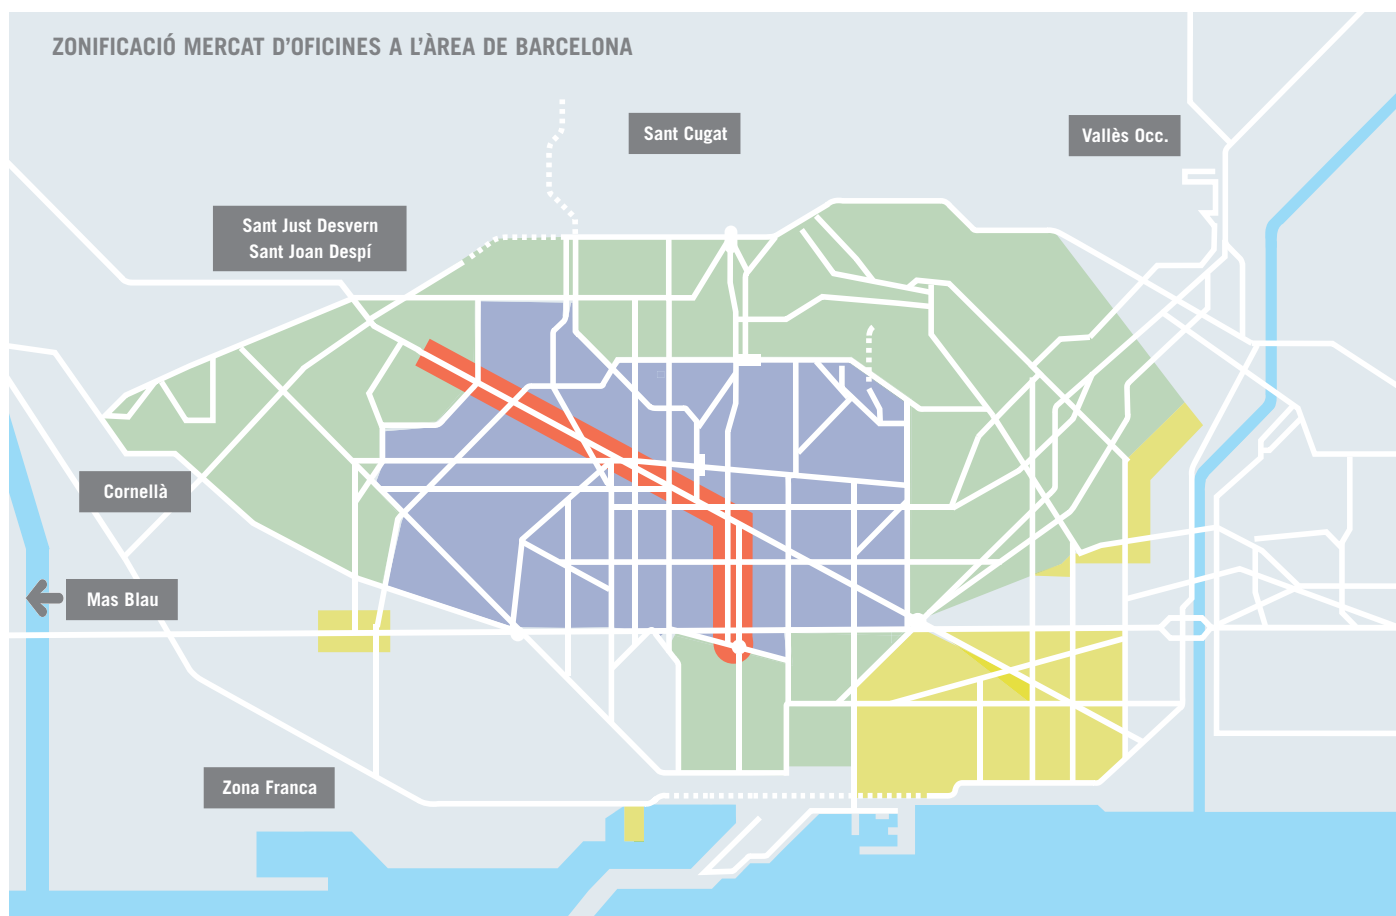 ZONIFICACIÓ MERCAT D'OFICINES A L'ÀREA DE BARCELONA
Sant Cugat
Vallès Occ.
Sant Just Desvern
Sant Joan Despí
Cornellà
Mas Blau
Zona Franca